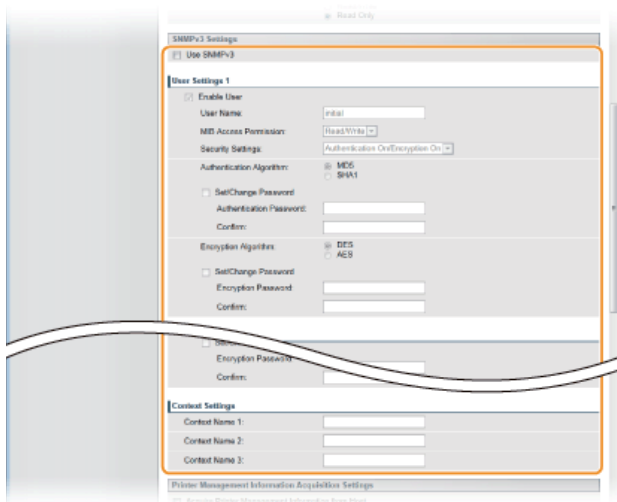 Read Only
SNMPv3 Settings
Use SNMPv3
User Settings 1
Enable User
User Name: initial
MIB Access Permission: Read/Write
Security Settings: Authentication On/Encryption On
Authentication Algorithm: MD5
SHA1
Set/Change Password
Authentication Password:
Confirm:
Encryption Algorithm: DES
AES
Set/Change Password
Encryption Password:
Confirm:
Encryption Password:
Confirm:
Context Settings
Context Name 1:
Context Name 2:
Context Name 3:
Printer Management Information Acquisition Settings